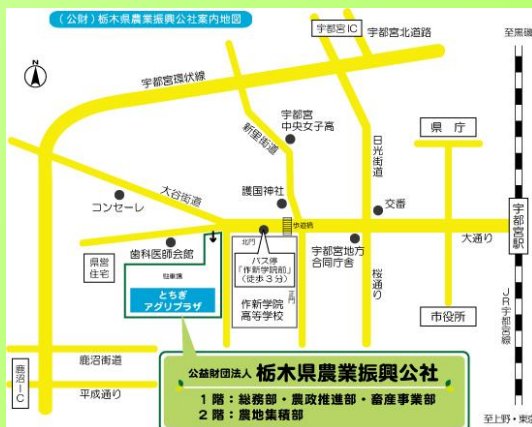 (公財)栃木県農業振興公社案内地図
宇都宮IC
宇都宮北道路
至黒磯
宇都宮環状線
宇都宮
中央女子高
新里街道
日光街道
県庁
大谷街道
コンセーレ
護国神社
交番
宇都宮駅
歩道橋
大通り
北門
バス停
「作新学院前」
(徒歩3分)
宇都宮地方
合同庁舎
桜通り
歯科医師会館
県営
住宅
駐車場
とちぎ
アグリプラザ
正門
作新学院
高等学校
市役所
JR宇都宮線
鹿沼街道
鹿沼IC
平成通り
公益財団法人 栃木県農業振興公社
1階:総務部・農政推進部・畜産事業部
2階:農地集積部
至上野・東京